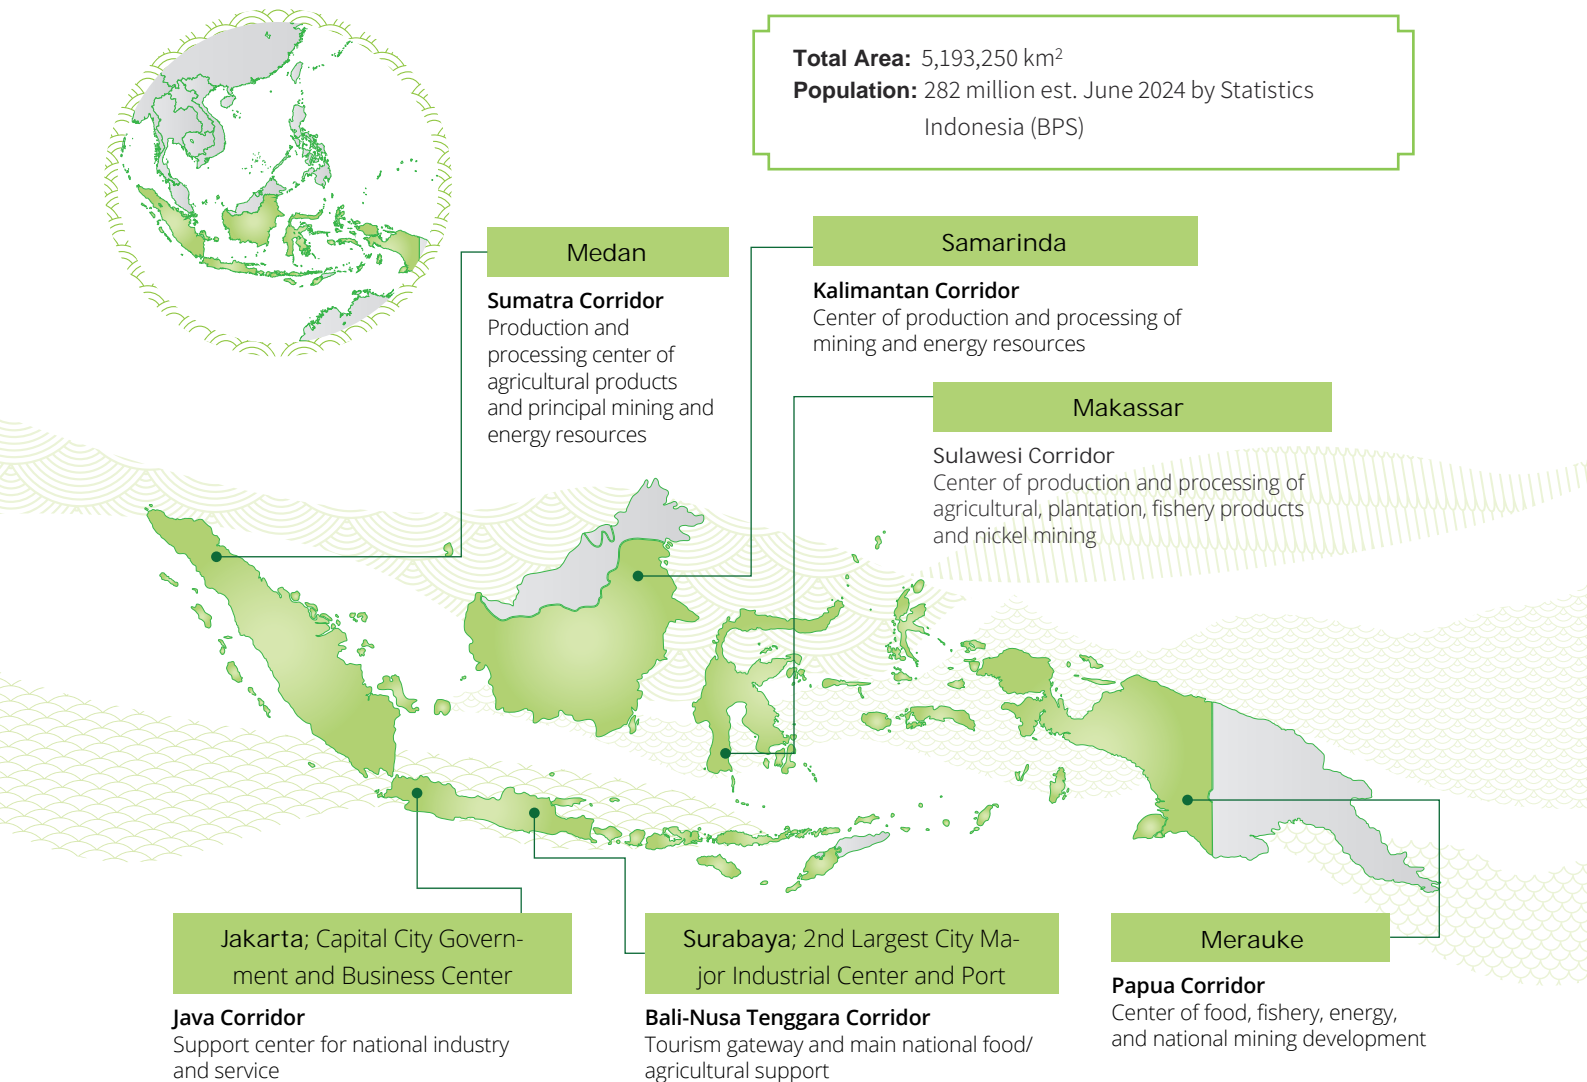 Total Area: 5,193,250 km²
Population: 282 million est. June 2024 by Statistics
Indonesia (BPS)
Medan
Sumatra Corridor
Production and
processing center of
agricultural products
and principal mining and
energy resources
Samarinda
Kalimantan Corridor
Center of production and processing of
mining and energy resources
Makassar
Sulawesi Corridor
Center of production and processing of
agricultural, plantation, fishery products
and nickel mining
Jakarta; Capital City Govern-
ment and Business Center
Java Corridor
Support center for national industry
and service
Surabaya; 2nd Largest City Ma-
jor Industrial Center and Port
Bali-Nusa Tenggara Corridor
Tourism gateway and main national food/
agricultural support
Merauke
Papua Corridor
Center of food, fishery, energy,
and national mining development